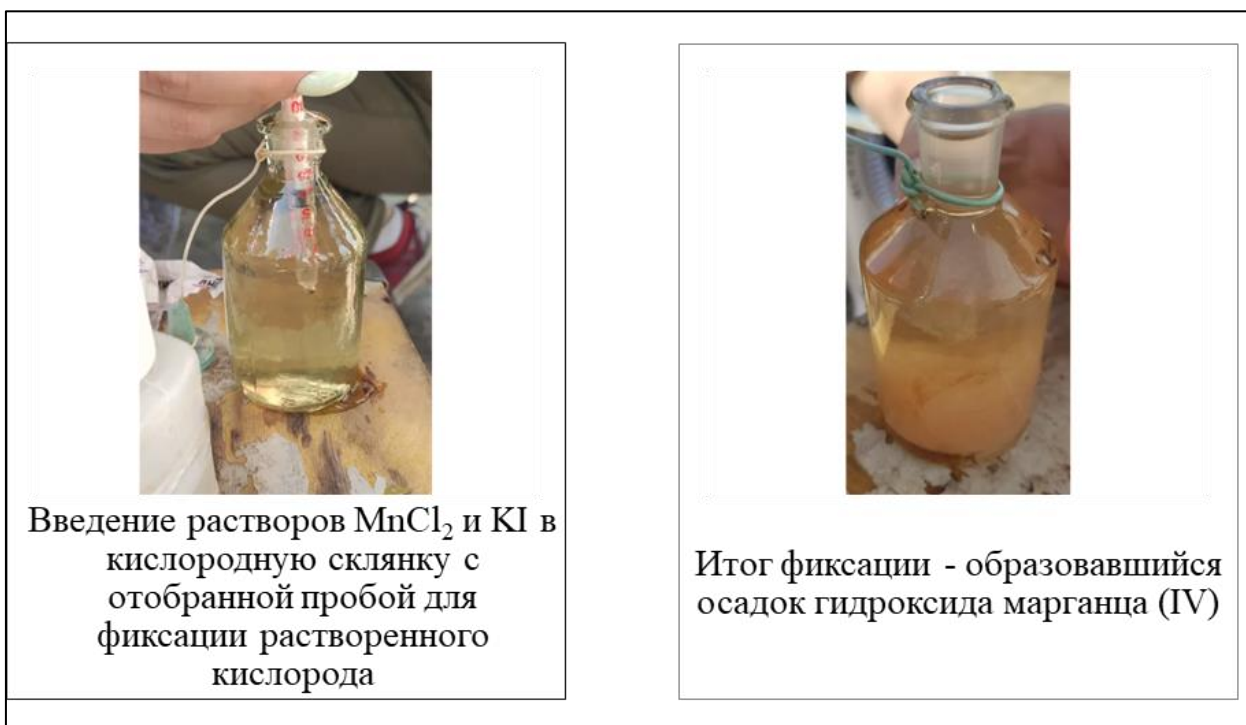 Введение растворов MnCl₂ и KI в
кислородную склянку с
отобранной пробой для
фиксации растворенного
кислорода
Итог фиксации - образовавшийся
осадок гидроксида марганца (IV)